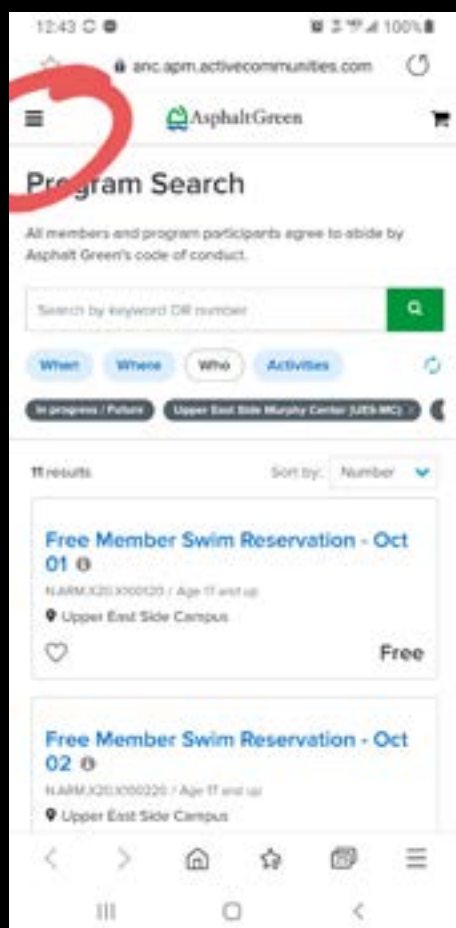 12:43
100%
anc.apm.activecommunities.com
AsphaltGreen
Program Search
All members and program participants agree to abide by
Asphalt Green's code of conduct.
Search by keyword OR number
When Where Who Activities
In progress / Future Upper East Side Murphy Center (UES-MC)
11 results
Sort by: Number
Free Member Swim Reservation - Oct
01
/ Age 17 and up
Upper East Side Campus
Free
Free Member Swim Reservation - Oct
02
/ Age 17 and up
Upper East Side Campus